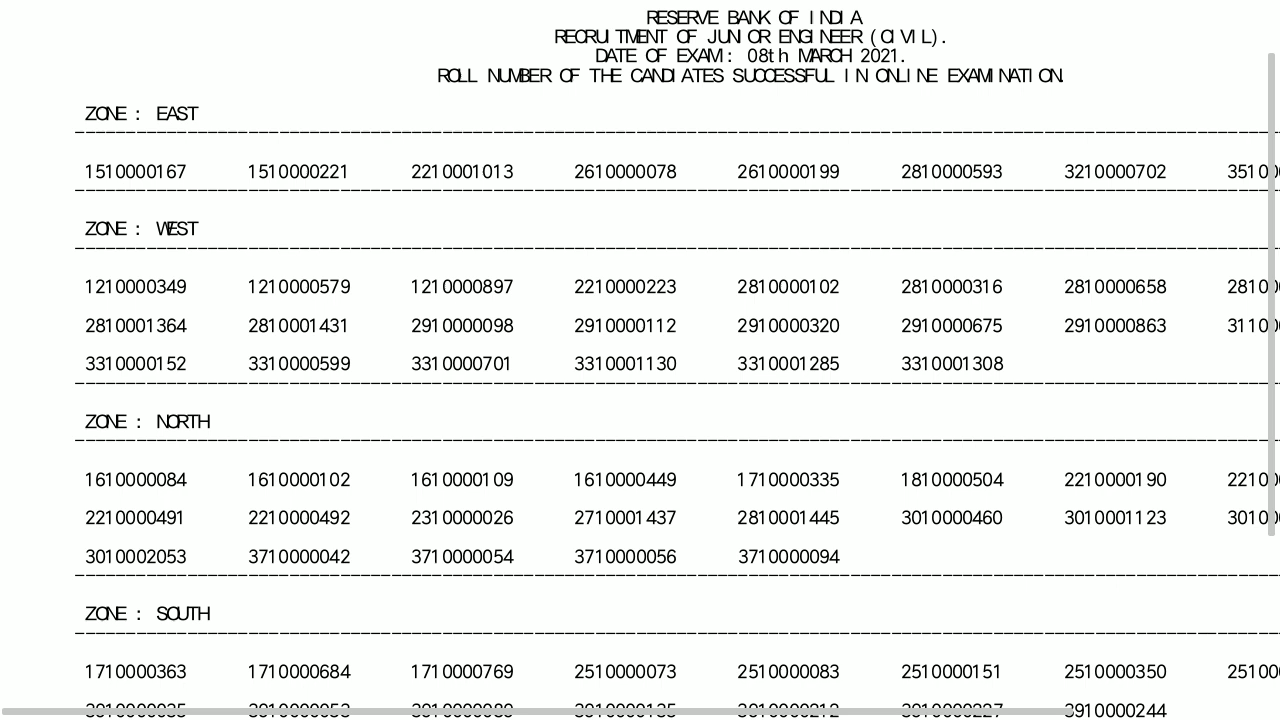 RESERVE BANK OF INDIA
RECRUITMENT OF JUNIOR ENGINEER (CIVIL).
DATE OF EXAM: 08th MARCH 2021.
ROLL NUMBER OF THE CANDIATES SUCCESSFUL IN ONLINE EXAMINATION.
ZONE : EAST
1510000167 1510000221 2210001013 2610000078 2610000199 2810000593 3210000702
ZONE : WEST
1210000349 1210000579 1210000897 2210000223 2810000102 2810000316 2810000658
2810001364 2810001431 2910000098 2910000112 2910000320 2910000675 2910000863
3310000152 3310000599 3310000701 3310001130 3310001285 3310001308
ZONE : NORTH
1610000084 1610000102 1610000109 1610000449 1710000335 1810000504 2210000190
2210000491 2210000492 2310000026 2710001437 2810001445 3010000460 3010001123
3010002053 3710000042 3710000054 3710000056 3710000094
ZONE : SOUTH
1710000363 1710000684 1710000769 2510000073 2510000083 2510000151 2510000350
3910000244